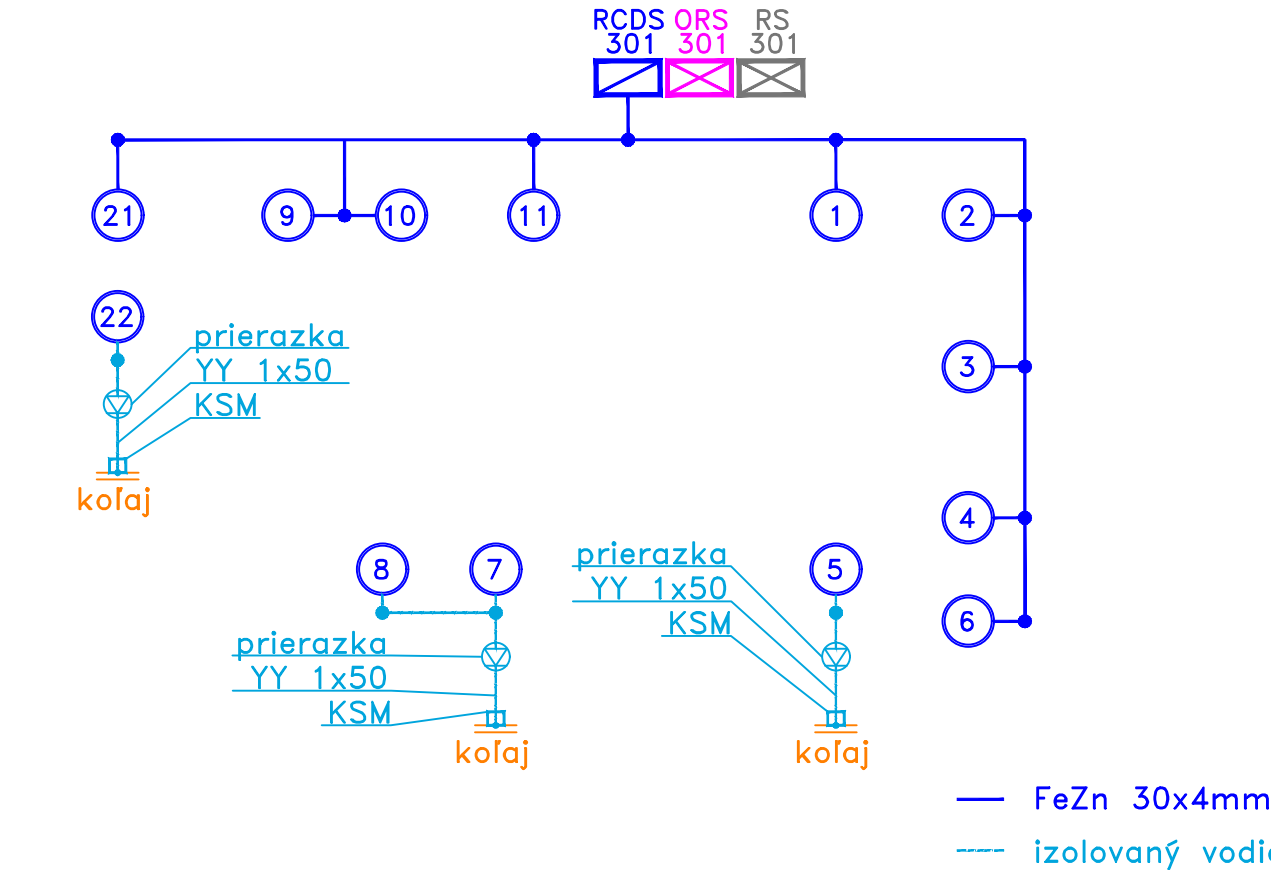 RCDS ORS RS
301 301 301
21 9 10 11 1 2
22
prierazka
YY 1x50
KSM
koľaj
3
4
8 7 5
prierazka
YY 1x50
KSM
6
prierazka
YY 1x50
KSM
koľaj koľaj
FeZn 30x4mm
izolovaný